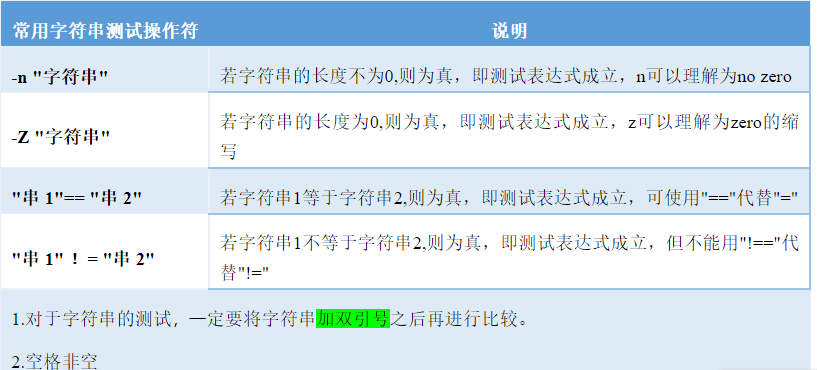 常用字符串测试操作符 说明
-n "字符串" 若字符串的长度不为0,则为真，即测试表达式成立，n可以理解为no zero
-Z "字符串" 若字符串的长度为0,则为真，即测试表达式成立，z可以理解为zero的缩
写
"串 1"== "串 2" 若字符串1等于字符串2,则为真，即测试表达式成立，可使用"=="代替"="
"串 1" ！= "串 2" 若字符串1不等于字符串2,则为真，即测试表达式成立，但不能用"!=="代
替"!="
1.对于字符串的测试，一定要将字符串加双引号之后再进行比较。
2.空格非空